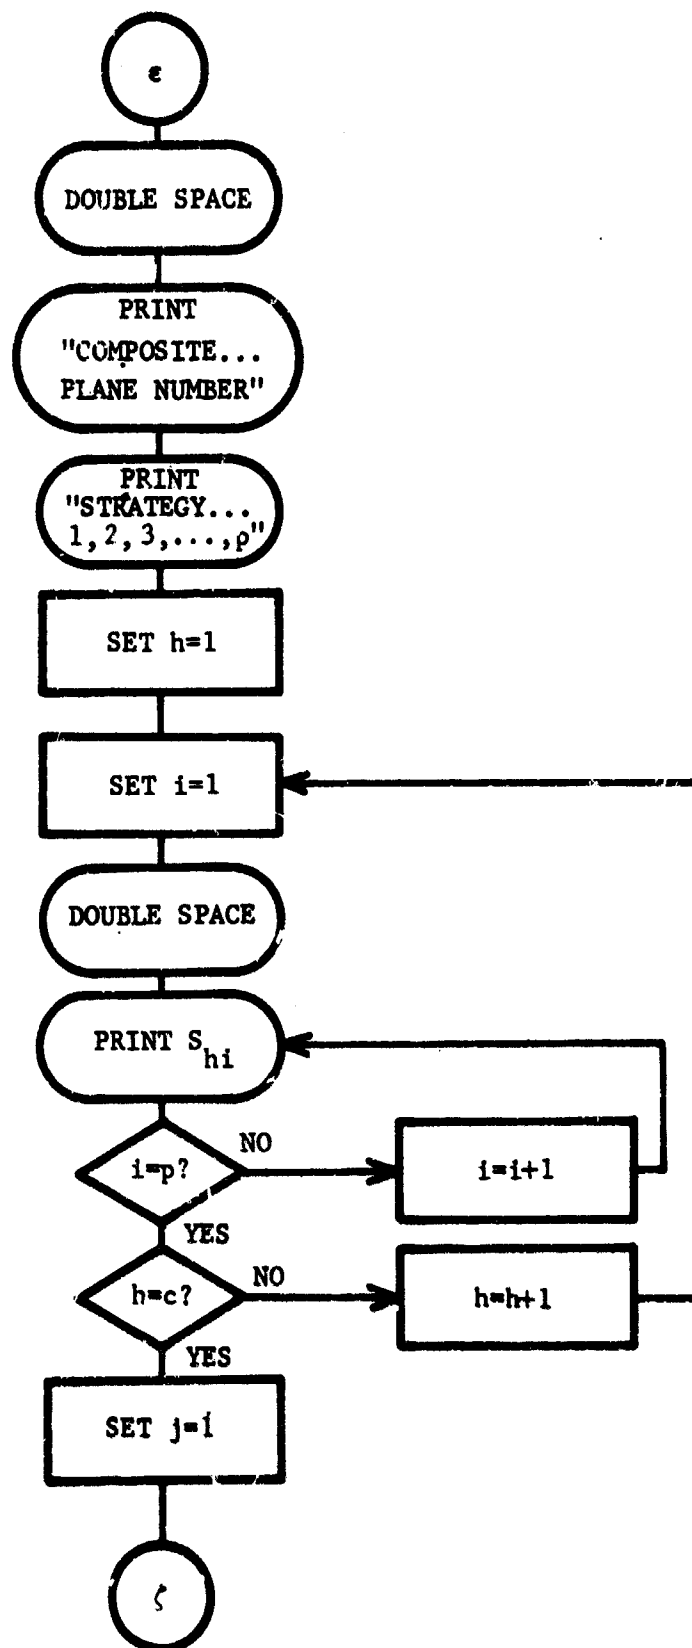 ε
DOUBLE SPACE
PRINT
"COMPOSITE...
PLANE NUMBER"
PRINT
"STRATEGY...
1,2,3,...,ρ"
SET h=1
SET i=1
DOUBLE SPACE
PRINT S_hi
NO
i=p?
i=i+1
YES
NO
h=c?
h=h+1
YES
SET j=1
ζ